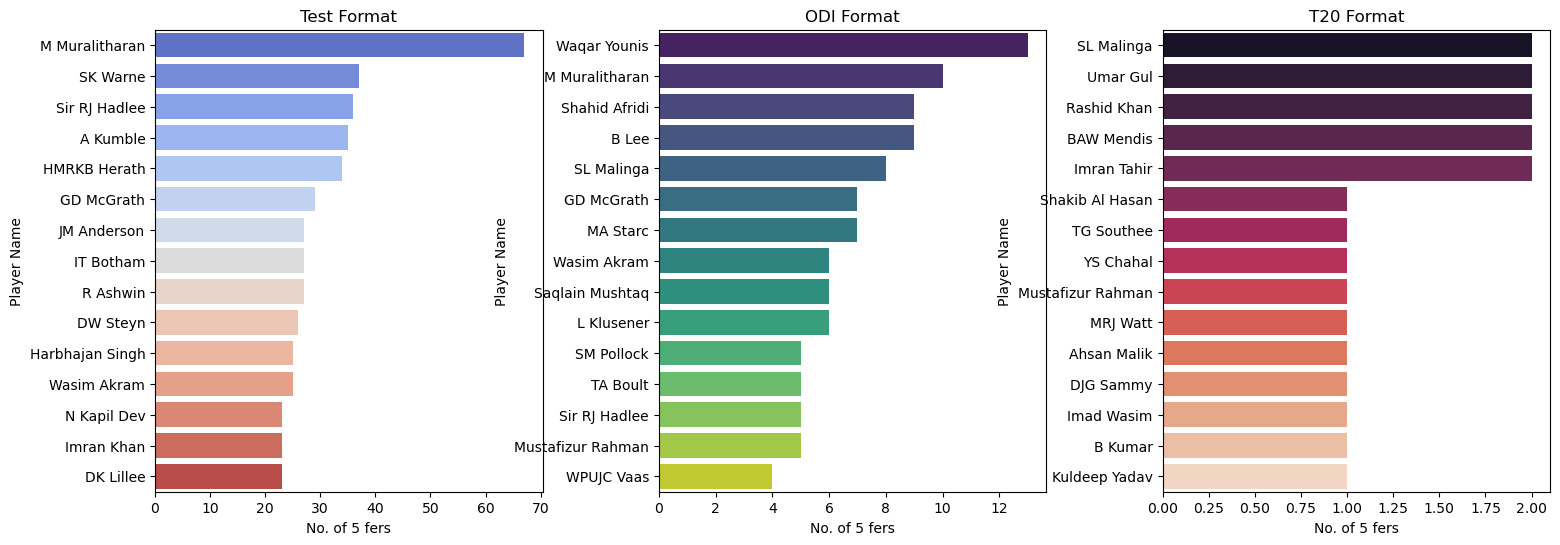 Test Format
Player Name
M Muralitharan
SK Warne
Sir RJ Hadlee
A Kumble
HMRKB Herath
GD McGrath
JM Anderson
IT Botham
R Ashwin
DW Steyn
Harbhajan Singh
Wasim Akram
N Kapil Dev
Imran Khan
DK Lillee
0 10 20 30 40 50 60 70
No. of 5 fers
ODI Format
Player Name
Waqar Younis
M Muralitharan
Shahid Afridi
B Lee
SL Malinga
GD McGrath
MA Starc
Wasim Akram
Saqlain Mushtaq
L Klusener
SM Pollock
TA Boult
Sir RJ Hadlee
Mustafizur Rahman
WPUJC Vaas
0 2 4 6 8 10 12
No. of 5 fers
T20 Format
Player Name
SL Malinga
Umar Gul
Rashid Khan
BAW Mendis
Imran Tahir
Shakib Al Hasan
TG Southee
YS Chahal
Mustafizur Rahman
MRJ Watt
Ahsan Malik
DJG Sammy
Imad Wasim
B Kumar
Kuldeep Yadav
0.00 0.25 0.50 0.75 1.00 1.25 1.50 1.75 2.00
No. of 5 fers